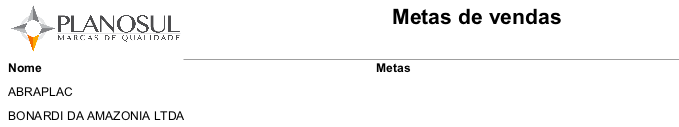 PLANOSUL
MARCAS DE QUALIDADE
Metas de vendas
Nome Metas
ABRAPLAC
BONARDI DA AMAZONIA LTDA